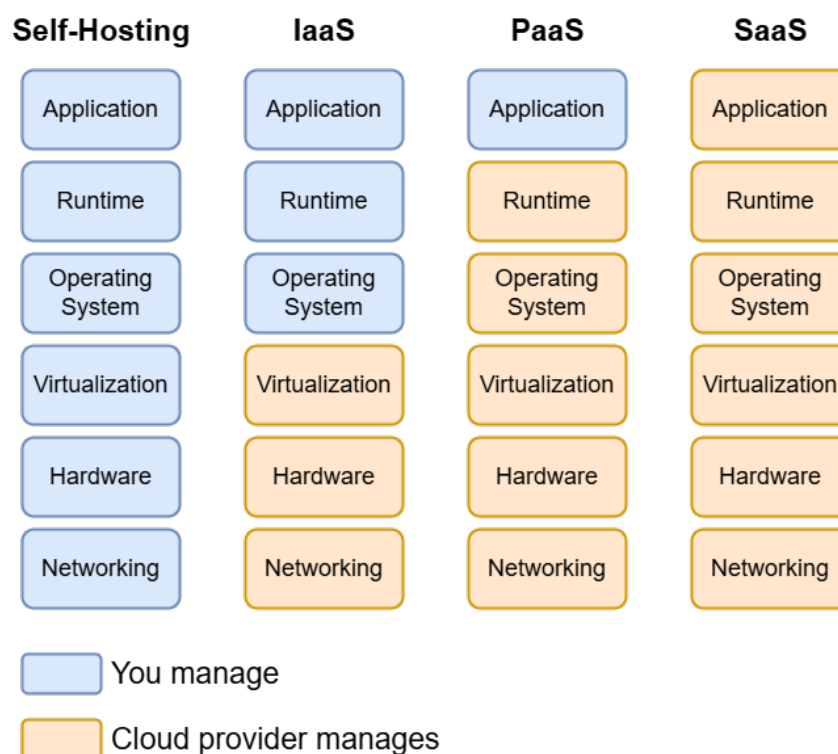 Self-Hosting IaaS PaaS SaaS
Application Application Application Application
Runtime Runtime Runtime Runtime
Operating Operating Operating Operating
System System System System
Virtualization Virtualization Virtualization Virtualization
Hardware Hardware Hardware Hardware
Networking Networking Networking Networking
You manage
Cloud provider manages